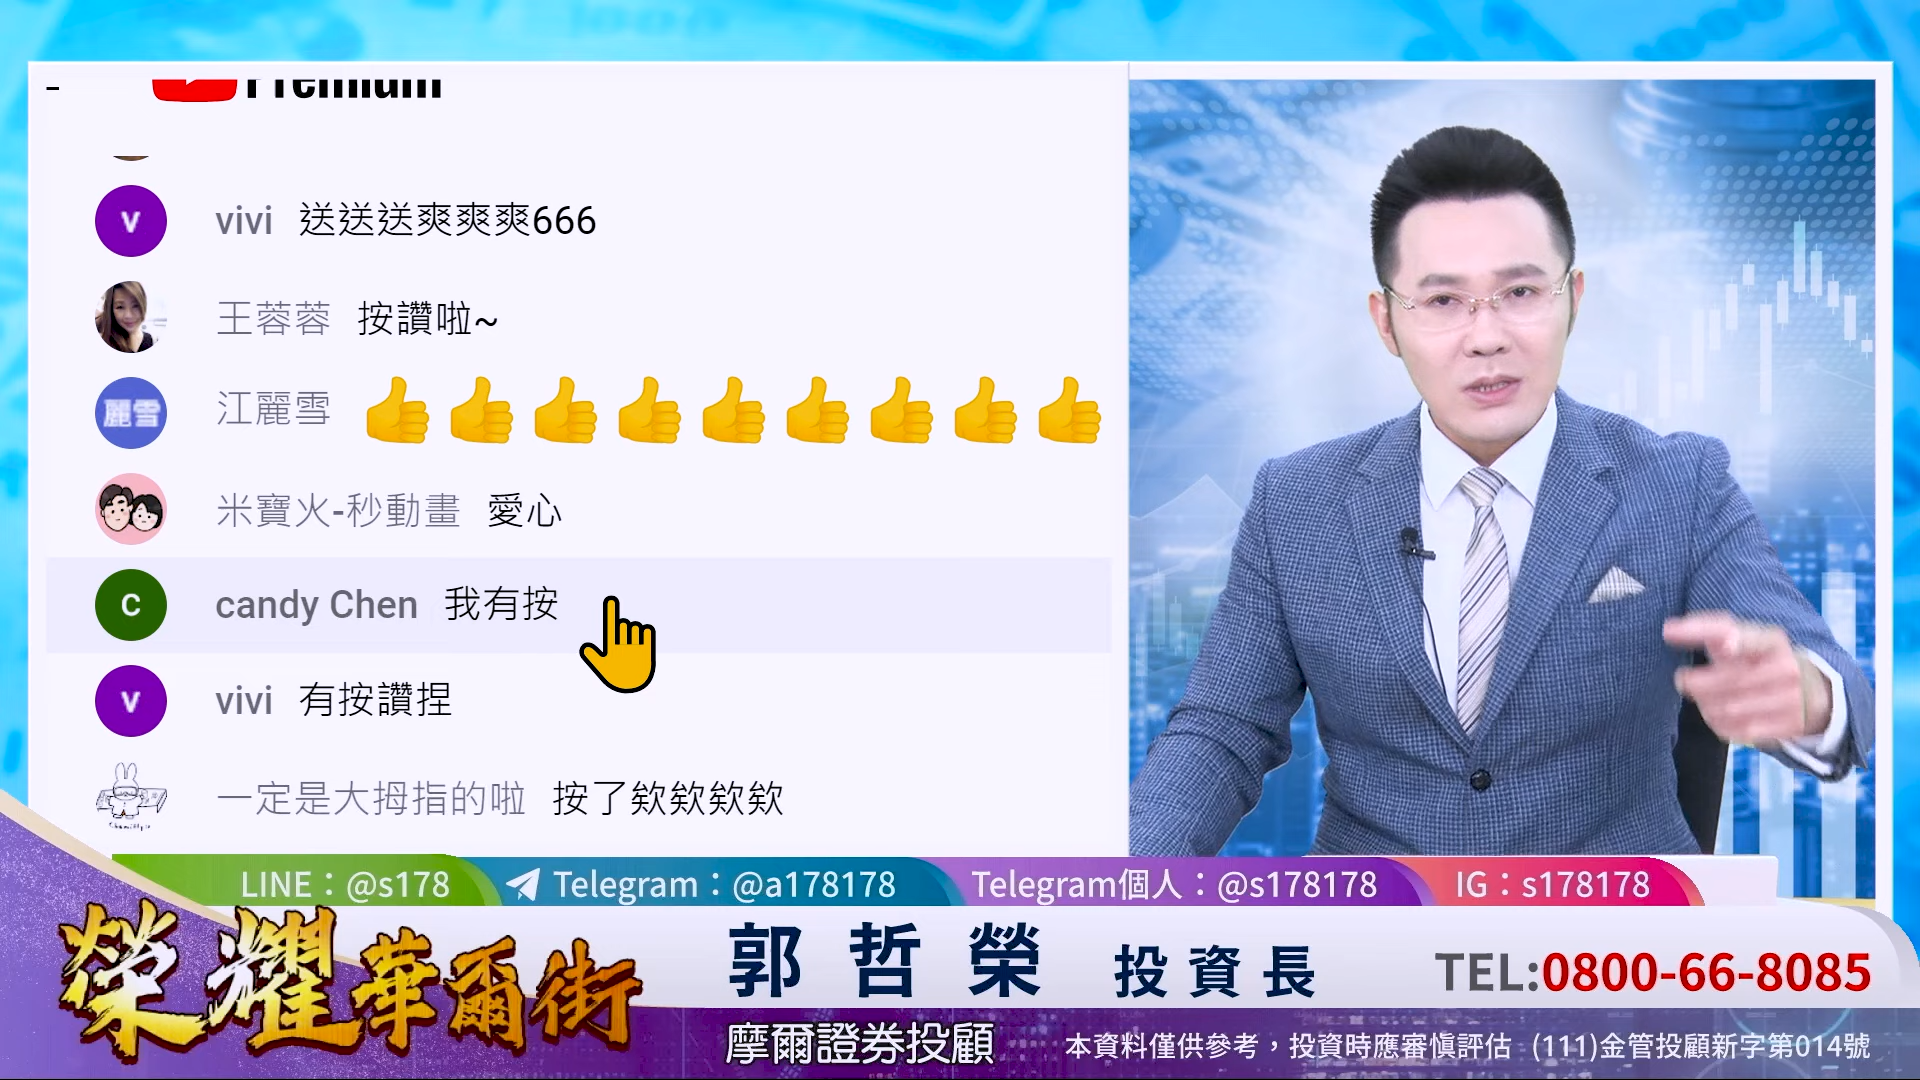 Premium
V vivi 送送送爽爽爽666
王蓉蓉 按讚啦~
麗雪 江麗雪 👍👍👍👍👍👍👍👍👍
米寶火-秒動畫 愛心
C candy Chen 我有按
V vivi 有按讚捏
一定是大拇指的啦 按了欸欸欸欸
LINE：@s178 Telegram：@a178178 Telegram個人：@s178178 IG：s178178
榮耀華爾街
郭哲榮 投資長 TEL:0800-66-8085
摩爾證券投顧 本資料僅供參考，投資時應審慎評估 (111)金管投顧新字第014號